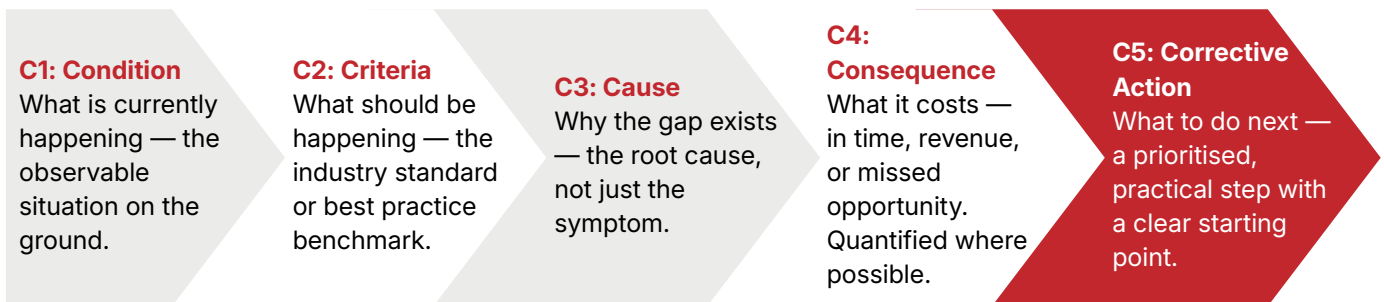 C1: Condition
What is currently
happening — the
observable
situation on the
ground.
C2: Criteria
What should be
happening — the
industry standard
or best practice
benchmark.
C3: Cause
Why the gap exists
— the root cause,
not just the
symptom.
C4:
Consequence
What it costs —
in time, revenue,
or missed
opportunity.
Quantified where
possible.
C5: Corrective
Action
What to do next —
a prioritised,
practical step with
a clear starting
point.